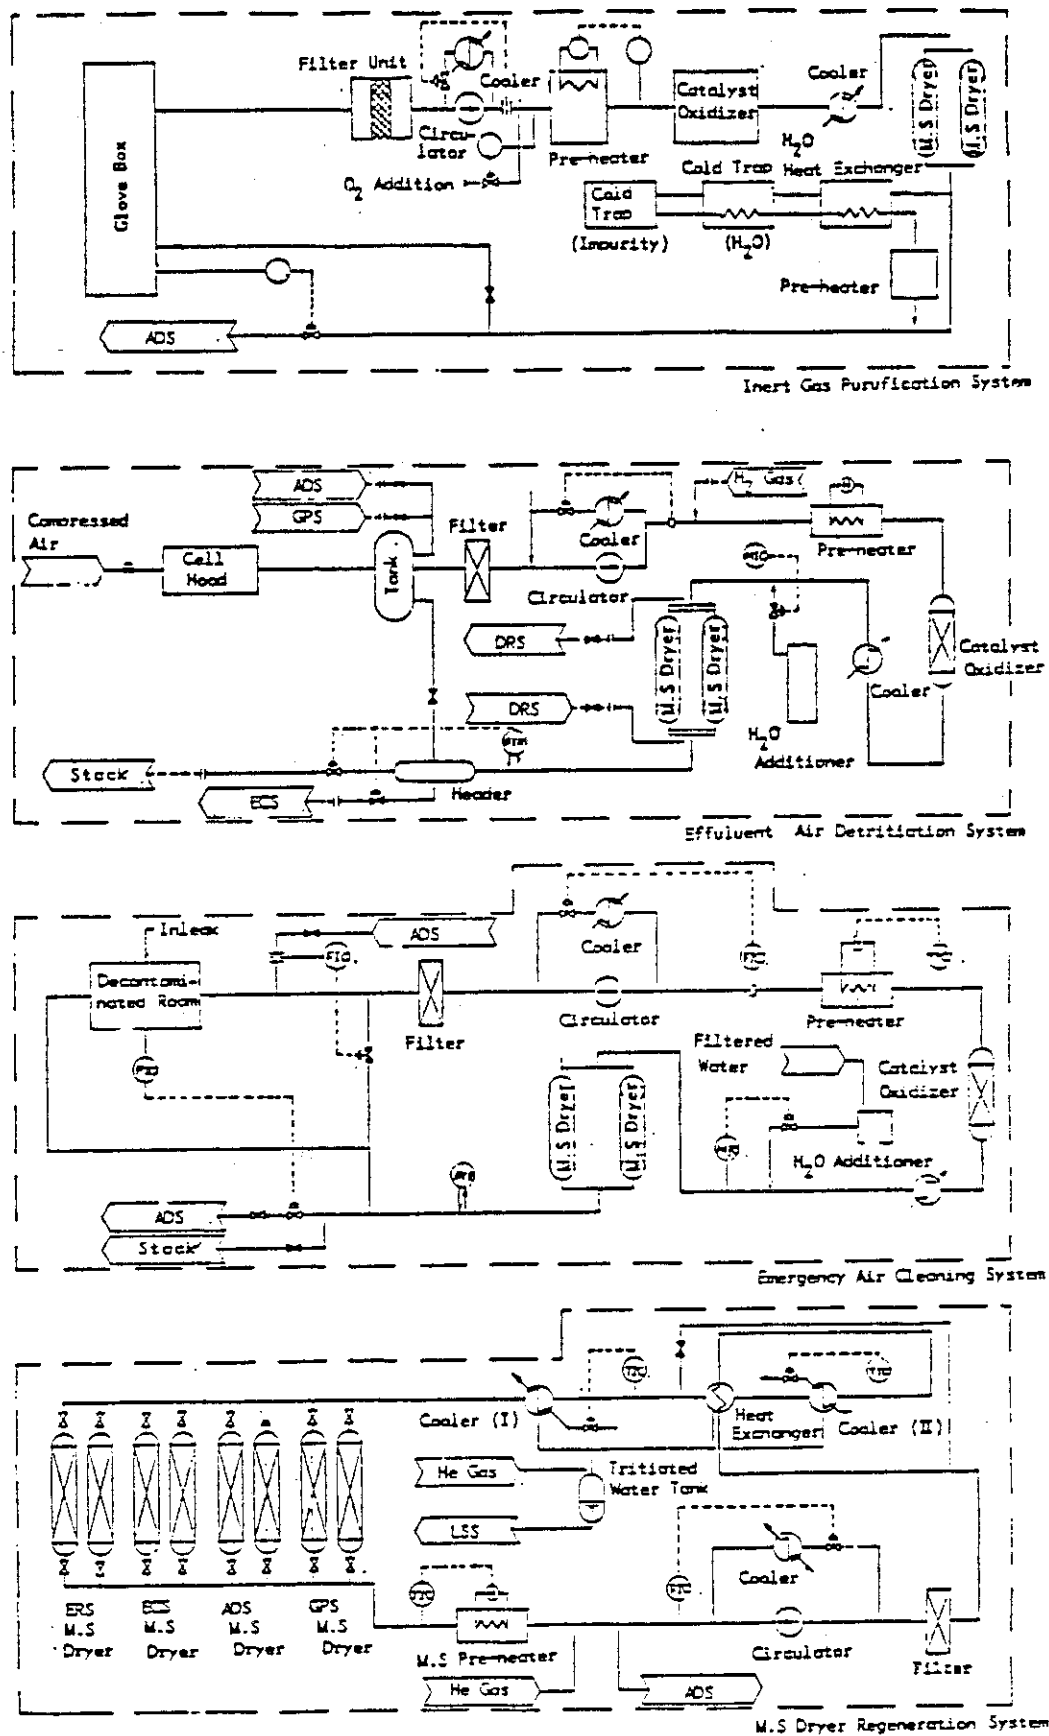 Filter Unit
Cooler
Circu-
lator
O2 Addition
Pre-heater
Catalyst
Oxidizer
Cooler
H2O
M.S Dryer
M.S Dryer
Glove Box
Cold Trap
Heat Exchanger
Cold
Trap
(Impurity)
(H2O)
Pre-heater
ADS
Inert Gas Purufication System
Compressed
Air
Cell
Hood
ADS
GPS
Tank
Filter
Cooler
Circulator
H2 Gas
Pre-heater
DRS
DRS
M.S Dryer
M.S Dryer
H2O
Additioner
Cooler
Catalyst
Oxidizer
Stack
ECS
Header
Effuluent Air Detritiation System
Inleak
ADS
FIC
Decontami-
nated Room
Filter
Cooler
Circulator
FIC
Pre-heater
Filtered
Water
Catalyst
Oxidizer
M.S Dryer
M.S Dryer
H2O Additioner
ADS
Stack
Emergency Air Cleaning System
Cooler (I)
Heat
Exchanger
Cooler (II)
He Gas
Tritiated
Water Tank
LSS
TIC
FIC
Cooler
ERS
M.S
Dryer
ECS
M.S
Dryer
ADS
M.S
Dryer
GPS
M.S
Dryer
M.S Pre-heater
Circulator
Filter
He Gas
ADS
M.S Dryer Regeneration System